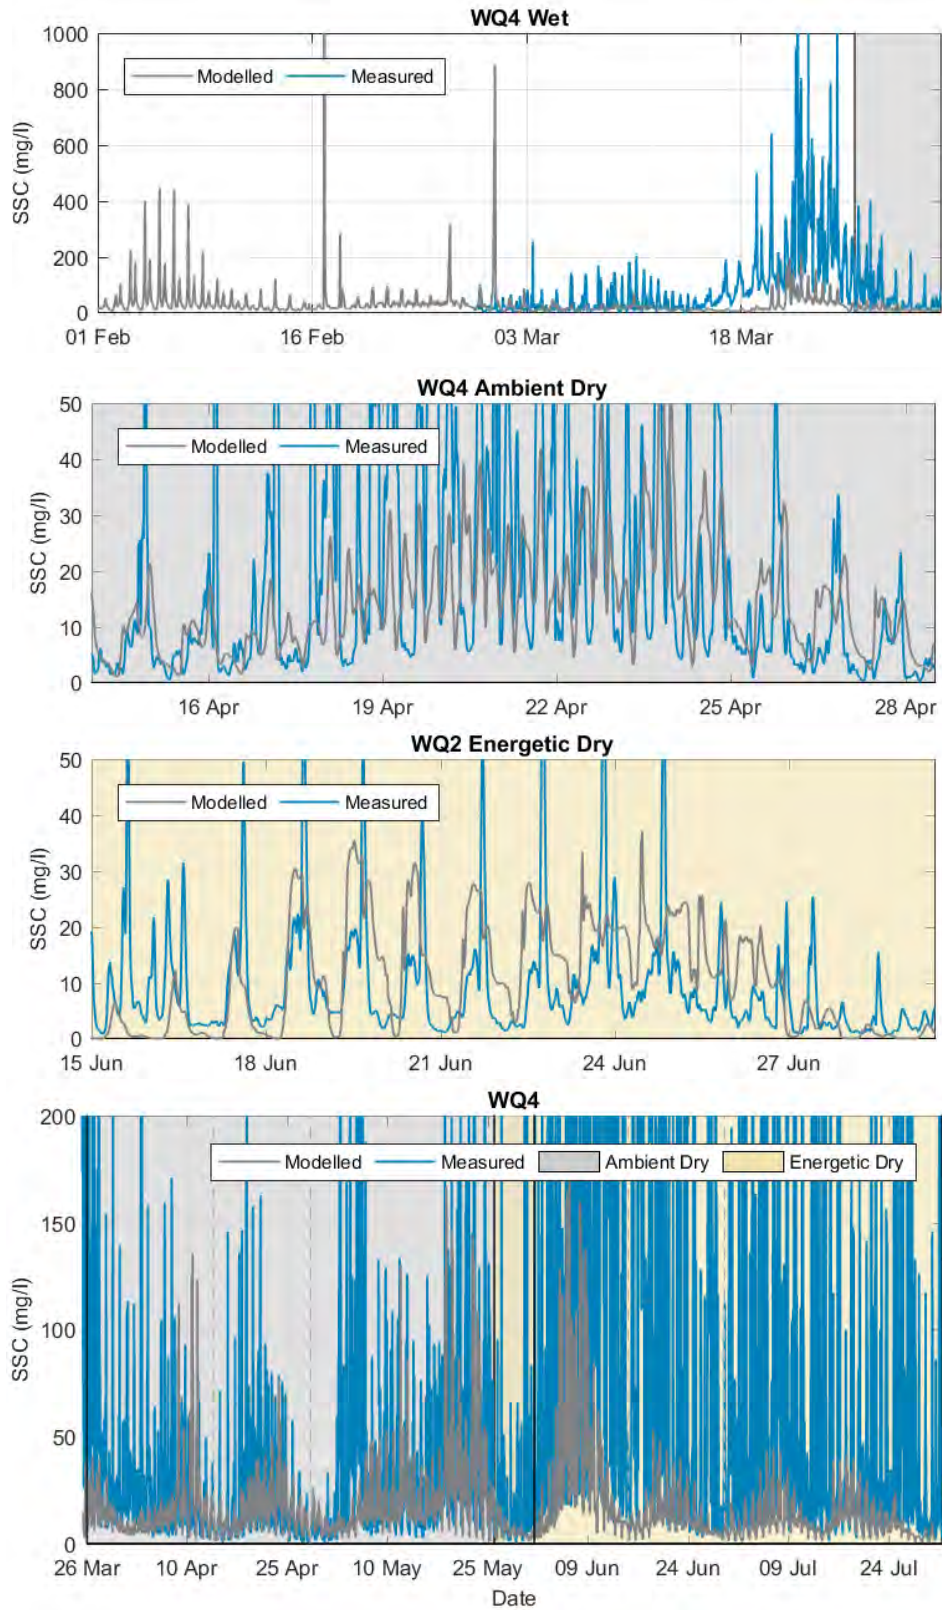 WQ4 Wet
1000
800
600
400
200
0
SSC (mg/l)
Modelled Measured
01 Feb 16 Feb 03 Mar 18 Mar
WQ4 Ambient Dry
50
40
30
20
10
0
SSC (mg/l)
Modelled Measured
16 Apr 19 Apr 22 Apr 25 Apr 28 Apr
WQ2 Energetic Dry
50
40
30
20
10
0
SSC (mg/l)
Modelled Measured
15 Jun 18 Jun 21 Jun 24 Jun 27 Jun
WQ4
200
150
100
50
0
SSC (mg/l)
Modelled Measured Ambient Dry Energetic Dry
26 Mar 10 Apr 25 Apr 10 May 25 May 09 Jun 24 Jun 09 Jul 24 Jul
Date